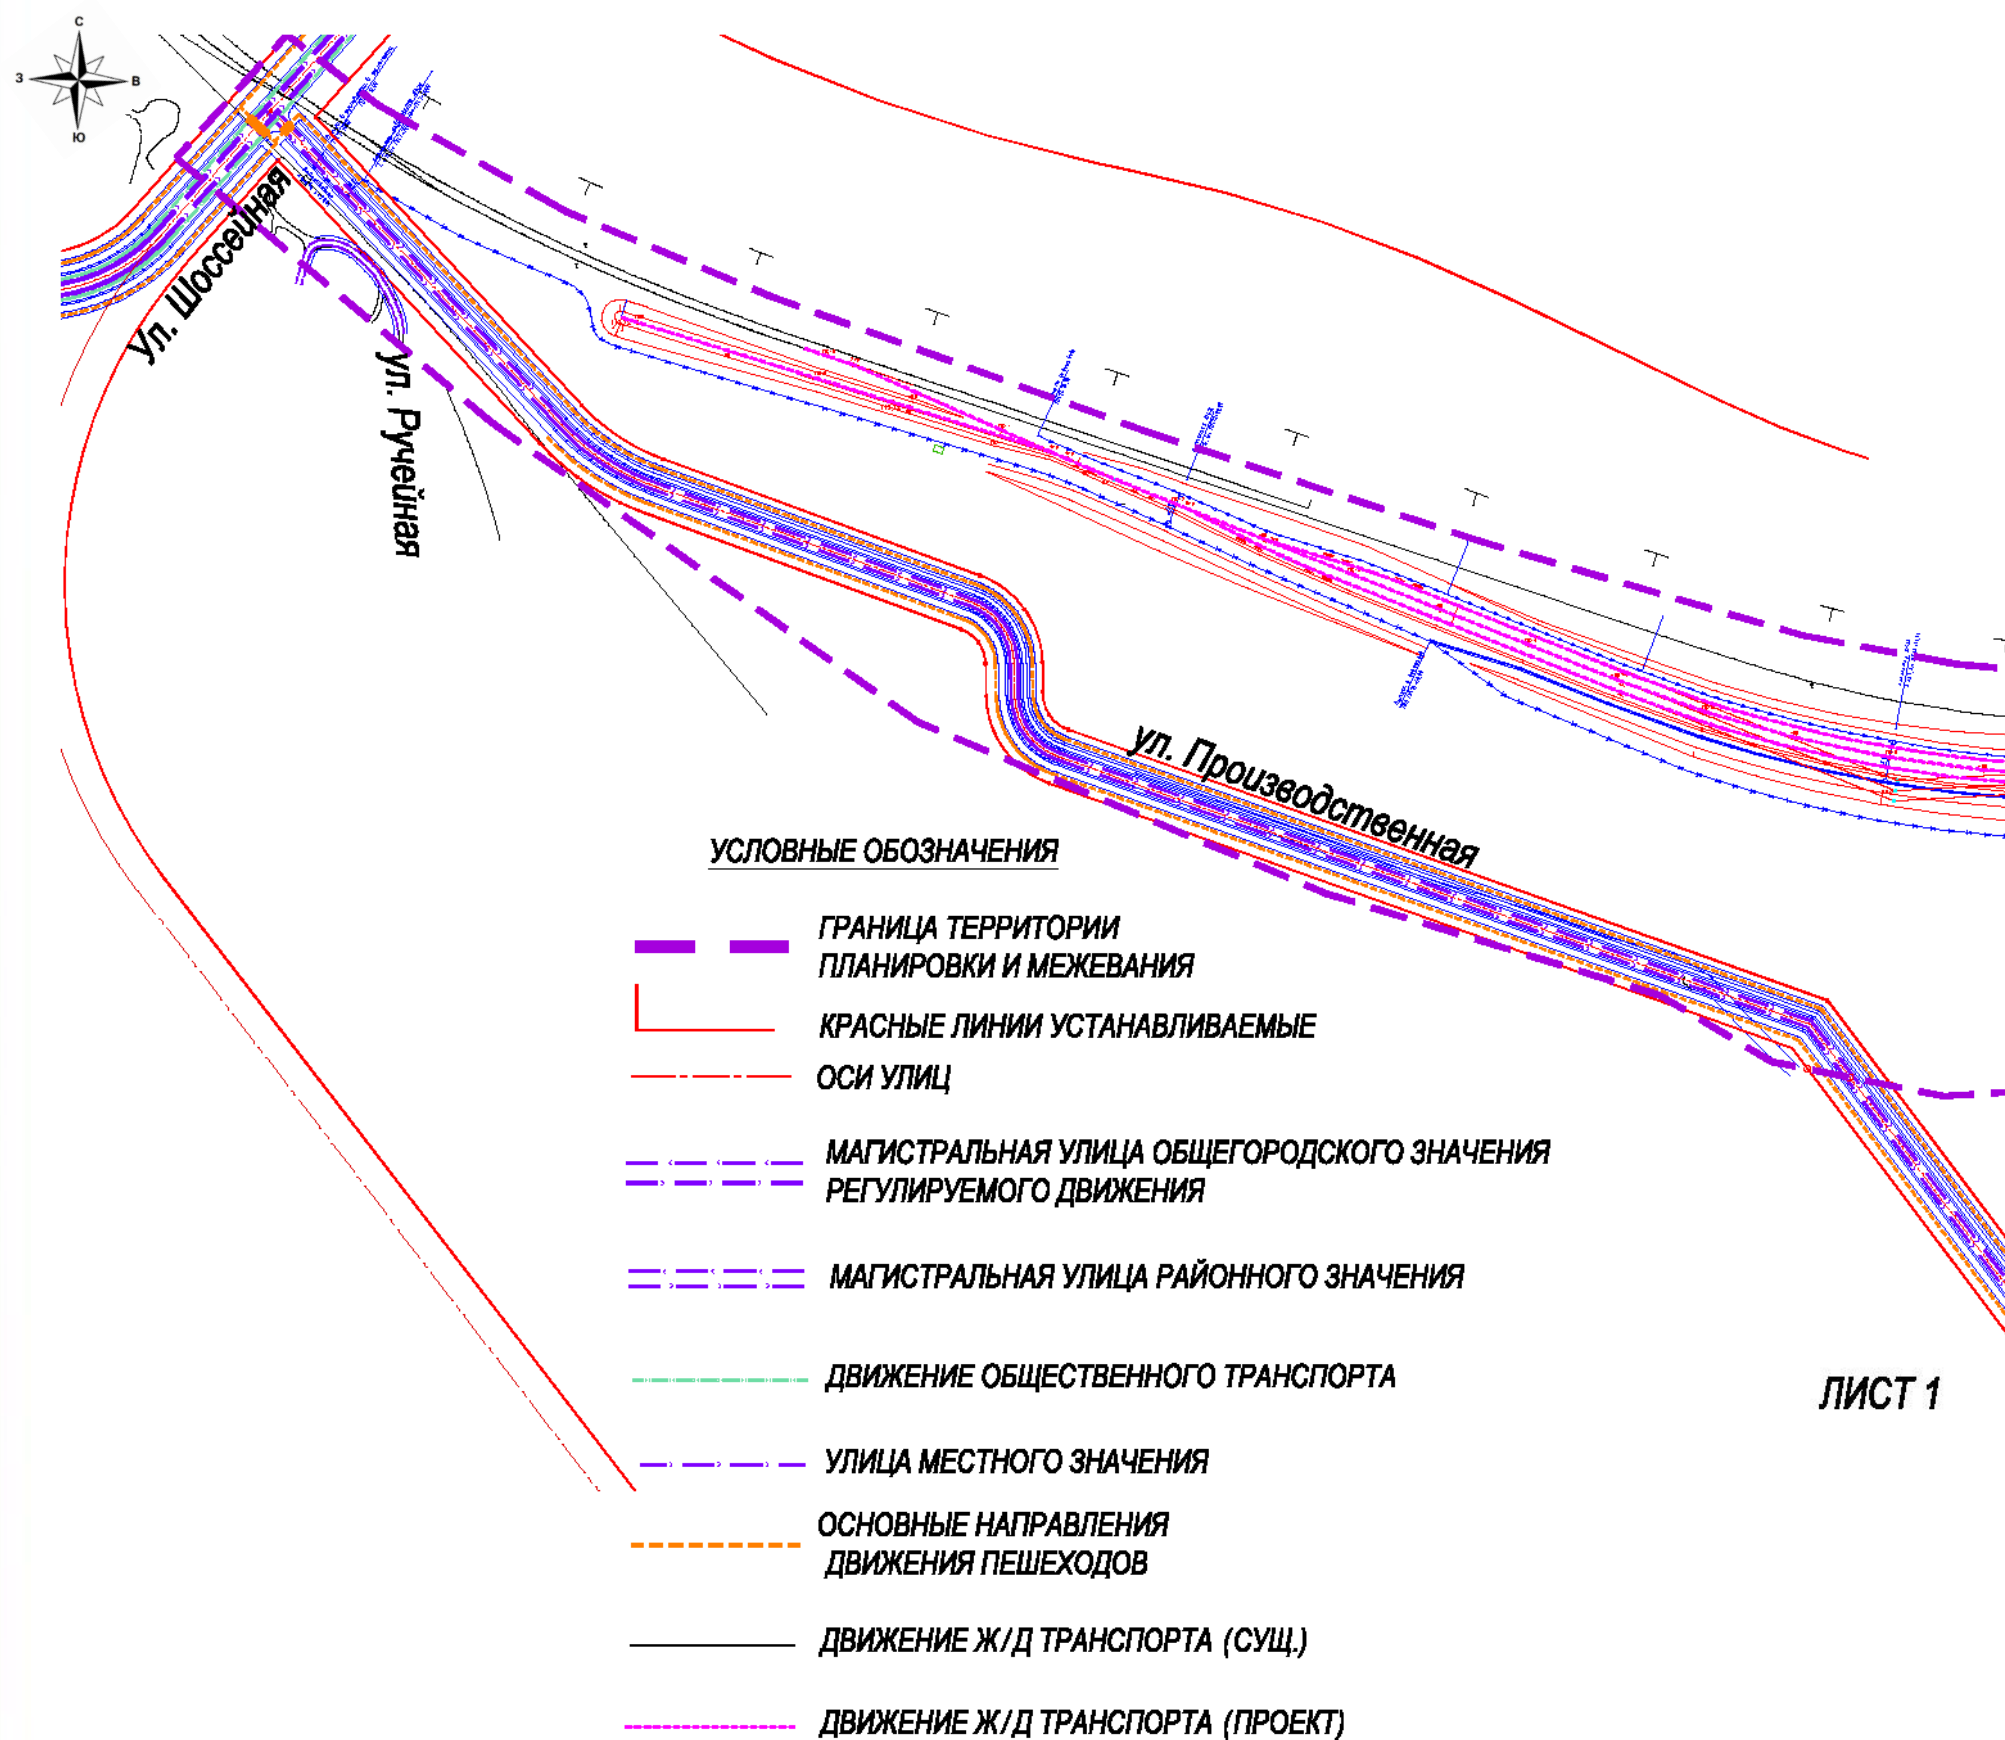 С
З
В
Ю
Ул. Шоссейная
ул. Ручейная
ул. Производственная
УСЛОВНЫЕ ОБОЗНАЧЕНИЯ
ГРАНИЦА ТЕРРИТОРИИ
ПЛАНИРОВКИ И МЕЖЕВАНИЯ
КРАСНЫЕ ЛИНИИ УСТАНАВЛИВАЕМЫЕ
ОСИ УЛИЦ
МАГИСТРАЛЬНАЯ УЛИЦА ОБЩЕГОРОДСКОГО ЗНАЧЕНИЯ
РЕГУЛИРУЕМОГО ДВИЖЕНИЯ
МАГИСТРАЛЬНАЯ УЛИЦА РАЙОННОГО ЗНАЧЕНИЯ
ДВИЖЕНИЕ ОБЩЕСТВЕННОГО ТРАНСПОРТА
ЛИСТ 1
УЛИЦА МЕСТНОГО ЗНАЧЕНИЯ
ОСНОВНЫЕ НАПРАВЛЕНИЯ
ДВИЖЕНИЯ ПЕШЕХОДОВ
ДВИЖЕНИЕ Ж/Д ТРАНСПОРТА (СУЩ.)
ДВИЖЕНИЕ Ж/Д ТРАНСПОРТА (ПРОЕКТ)